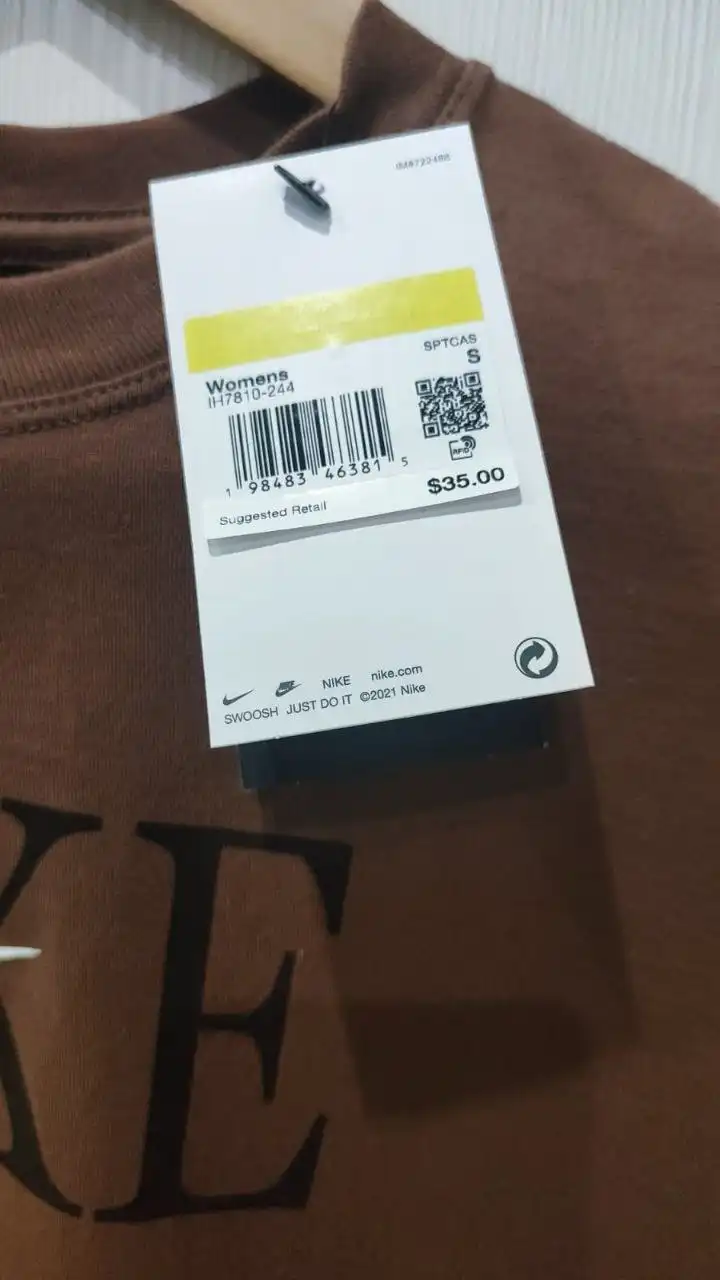 SPTCAS
Womens
S
IH7810-244
RFID
1 98483 46381 5
$35.00
Suggested Retail
NIKE nike.com
SWOOSH JUST DO IT ©2021 Nike
KE